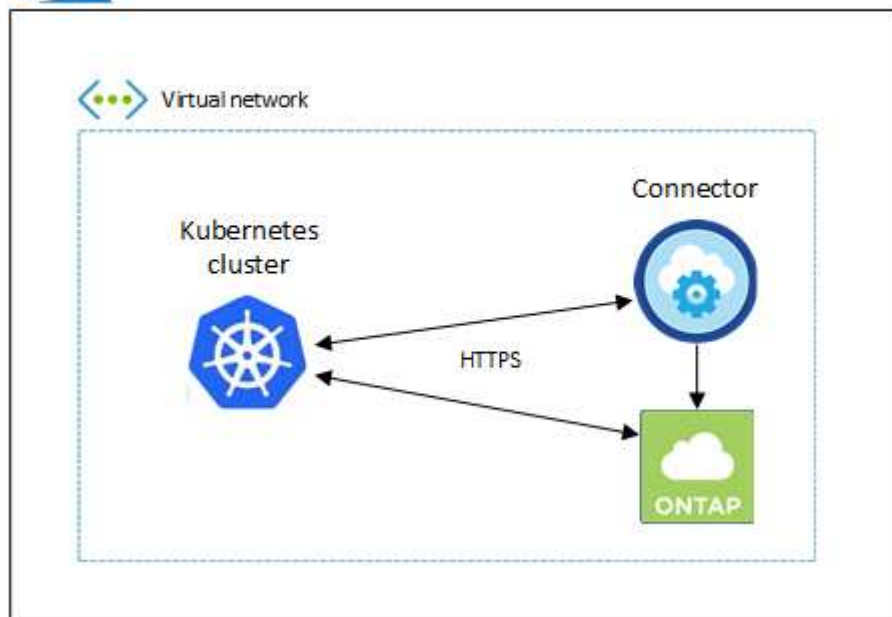 Virtual network
Connector
Kubernetes
cluster
HTTPS
ONTAP